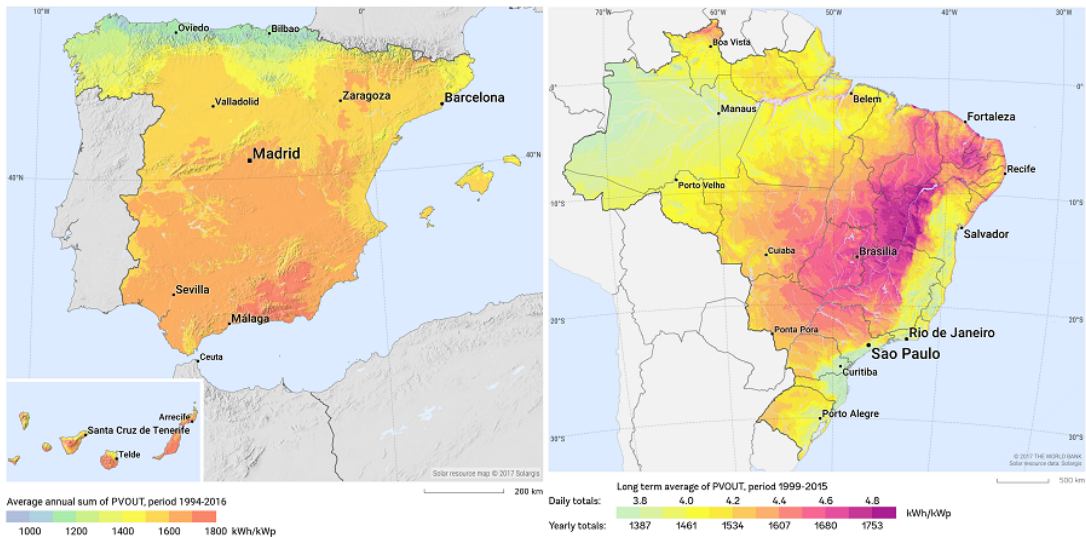 10°W
0°
Oviedo
Bilbao
Valladolid
Zaragoza
Barcelona
Madrid
40°N
40°N
Sevilla
Málaga
Ceuta
Arrecife
Santa Cruz de Tenerife
Telde
Solar resource map © 2017 Solargis
200 km
Average annual sum of PVOUT, period 1994-2016
1000 1200 1400 1600 1800 kWh/kWp
70°W 60°W 50°W 40°W 30°W
Boa Vista
0°
0°
Manaus
Belem
Fortaleza
Porto Velho
Recife
10°S
10°S
Salvador
Cuiaba
Brasilia
20°S
20°S
Ponta Pora
Rio de Janeiro
Sao Paulo
Curitiba
Porto Alegre
30°S
30°S
© 2017 THE WORLD BANK
Solar resource data: Solargis
500 km
Long term average of PVOUT, period 1999-2015
Daily totals: 3.8 4.0 4.2 4.4 4.6 4.8
kWh/kWp
Yearly totals: 1387 1461 1534 1607 1680 1753